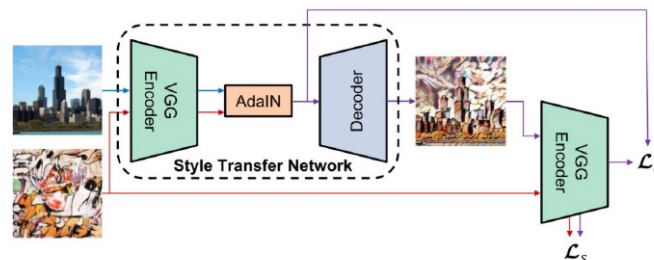 VGG
Encoder
AdaIN
Decoder
Style Transfer Network
VGG
Encoder
ℒ
ℒₛ